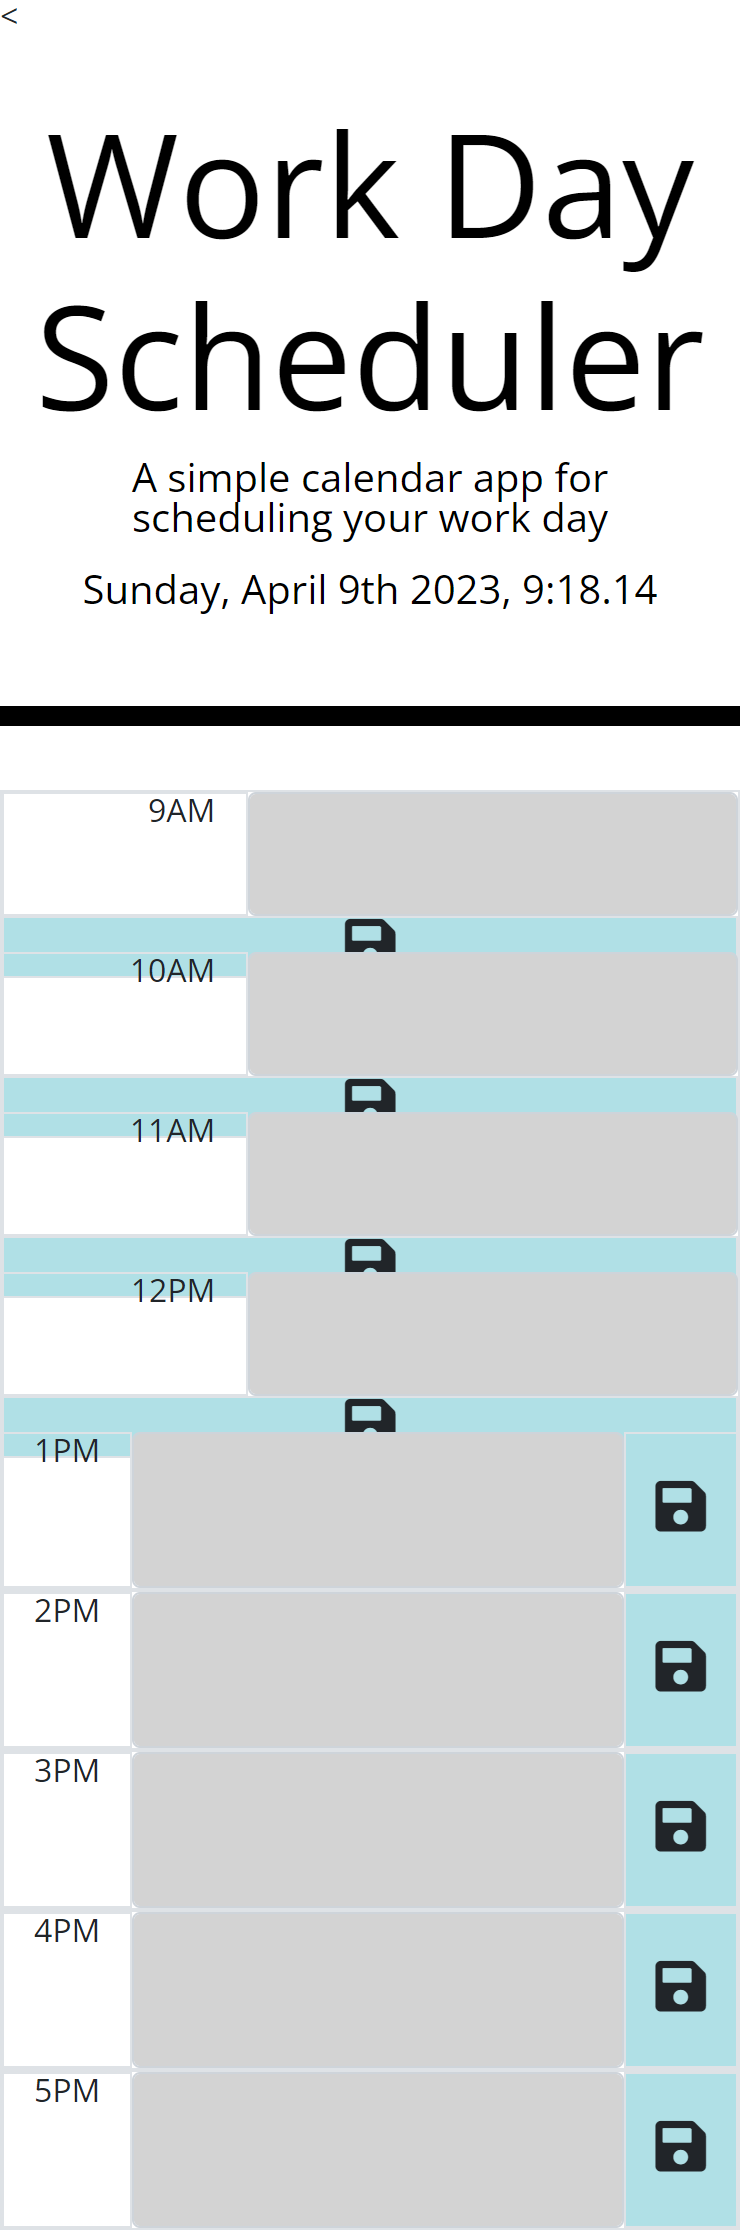 <
Work Day
Scheduler
A simple calendar app for
scheduling your work day
Sunday, April 9th 2023, 9:18.14
9AM
10AM
11AM
12PM
1PM
2PM
3PM
4PM
5PM